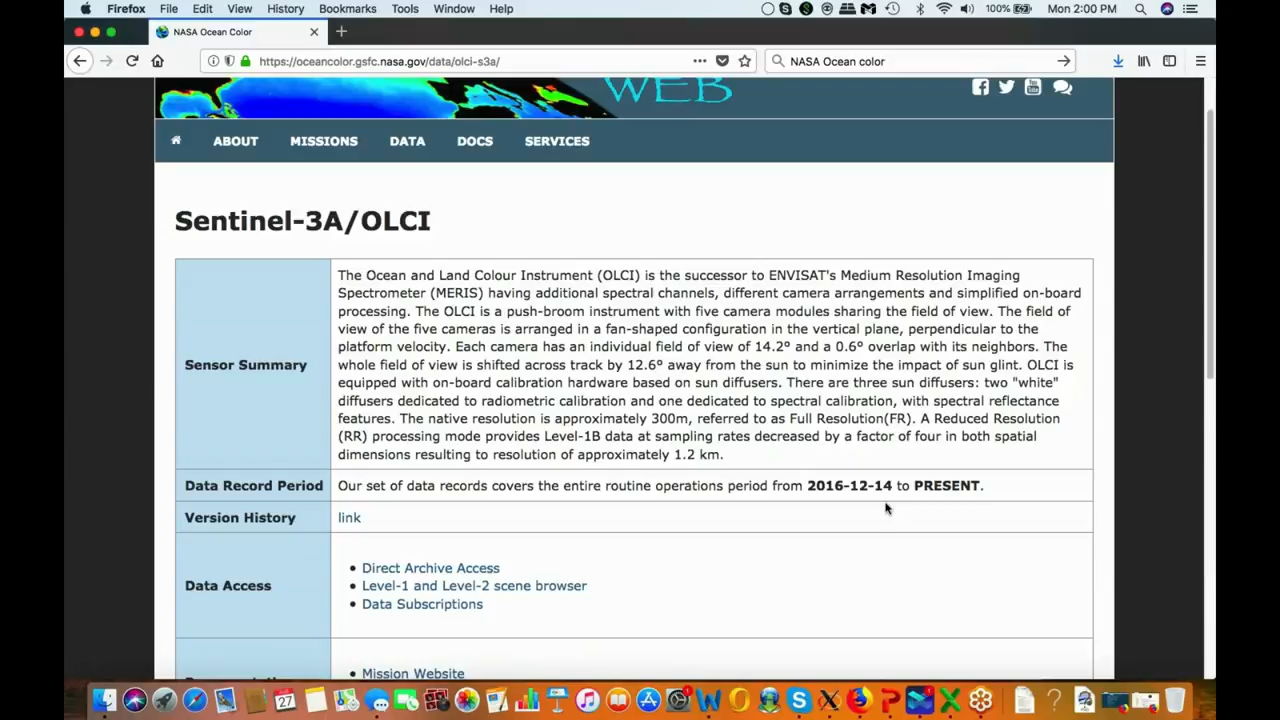 Firefox File Edit View History Bookmarks Tools Window Help 100% Mon 2:00 PM
NASA Ocean Color
https://oceancolor.gsfc.nasa.gov/data/olci-s3a/ NASA Ocean color
WEB
ABOUT MISSIONS DATA DOCS SERVICES
Sentinel-3A/OLCI
Sensor Summary
The Ocean and Land Colour Instrument (OLCI) is the successor to ENVISAT's Medium Resolution Imaging
Spectrometer (MERIS) having additional spectral channels, different camera arrangements and simplified on-board
processing. The OLCI is a push-broom instrument with five camera modules sharing the field of view. The field of
view of the five cameras is arranged in a fan-shaped configuration in the vertical plane, perpendicular to the
platform velocity. Each camera has an individual field of view of 14.2º and a 0.6º overlap with its neighbors. The
whole field of view is shifted across track by 12.6º away from the sun to minimize the impact of sun glint. OLCI is
equipped with on-board calibration hardware based on sun diffusers. There are three sun diffusers: two "white"
diffusers dedicated to radiometric calibration and one dedicated to spectral calibration, with spectral reflectance
features. The native resolution is approximately 300m, referred to as Full Resolution(FR). A Reduced Resolution
(RR) processing mode provides Level-1B data at sampling rates decreased by a factor of four in both spatial
dimensions resulting to resolution of approximately 1.2 km.
Data Record Period
Our set of data records covers the entire routine operations period from 2016-12-14 to PRESENT.
Version History
link
Data Access
• Direct Archive Access
• Level-1 and Level-2 scene browser
• Data Subscriptions
• Mission Website
27